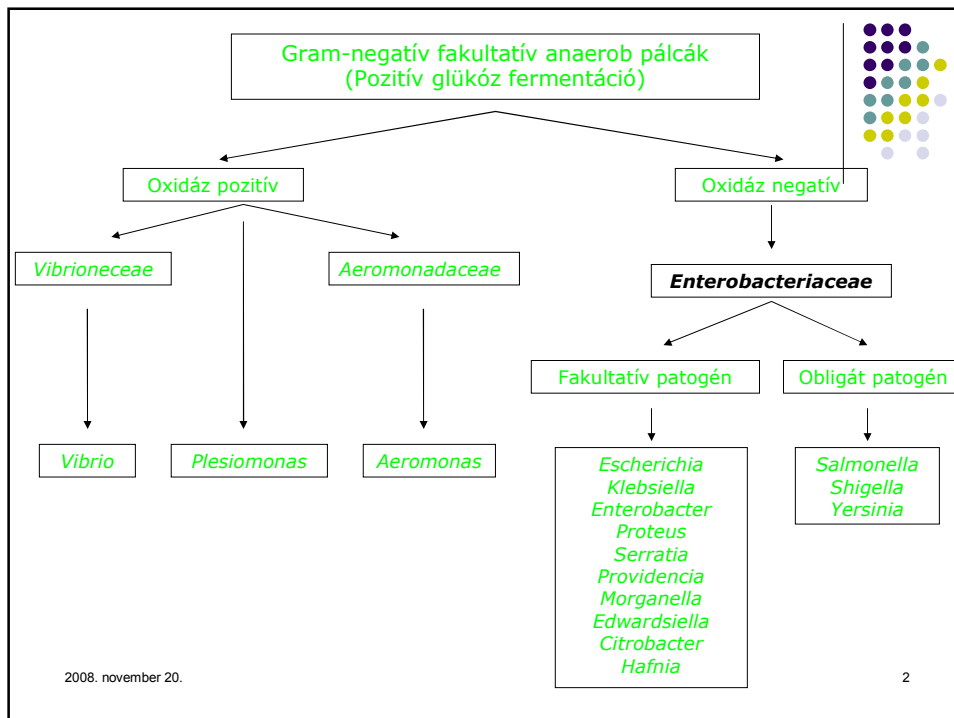 Gram-negatív fakultatív anaerob pálcák
(Pozitív glükóz fermentáció)
Oxidáz pozitív
Oxidáz negatív
Vibrioneceae
Aeromonadaceae
Enterobacteriaceae
Fakultatív patogén
Obligát patogén
Vibrio
Plesiomonas
Aeromonas
Escherichia
Klebsiella
Enterobacter
Proteus
Serratia
Providencia
Morganella
Edwardsiella
Citrobacter
Hafnia
Salmonella
Shigella
Yersinia
2008. november 20.
2